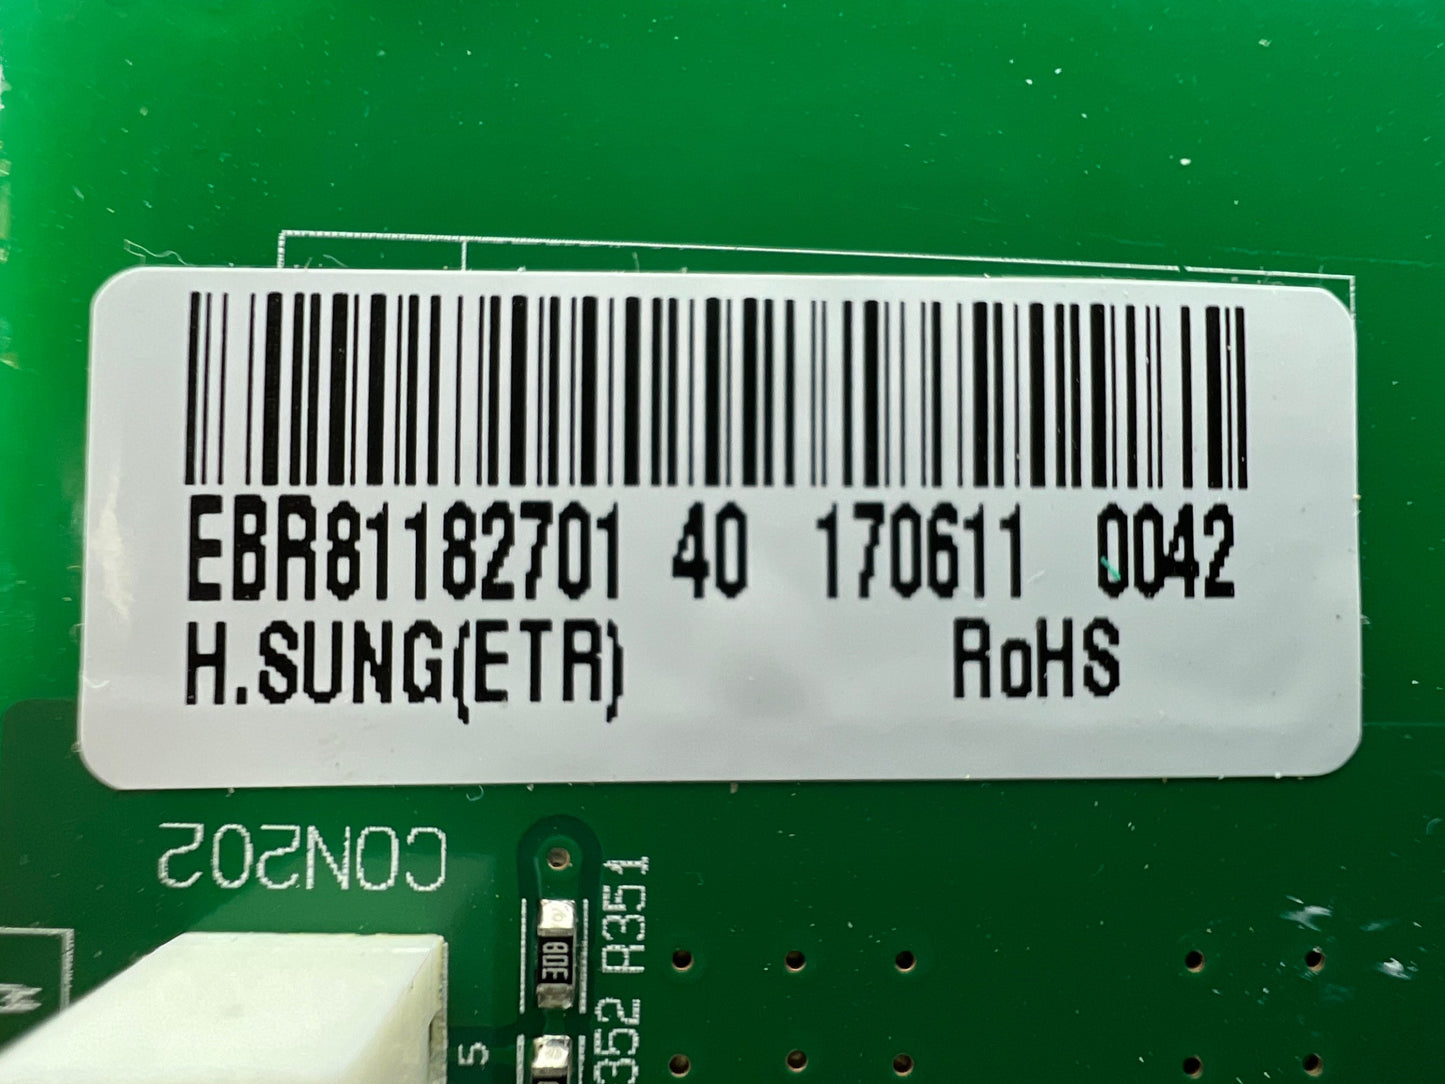 EBR81182701 40 170611 0042
H.SUNG(ETR) RoHS
CON202
R351
352
5